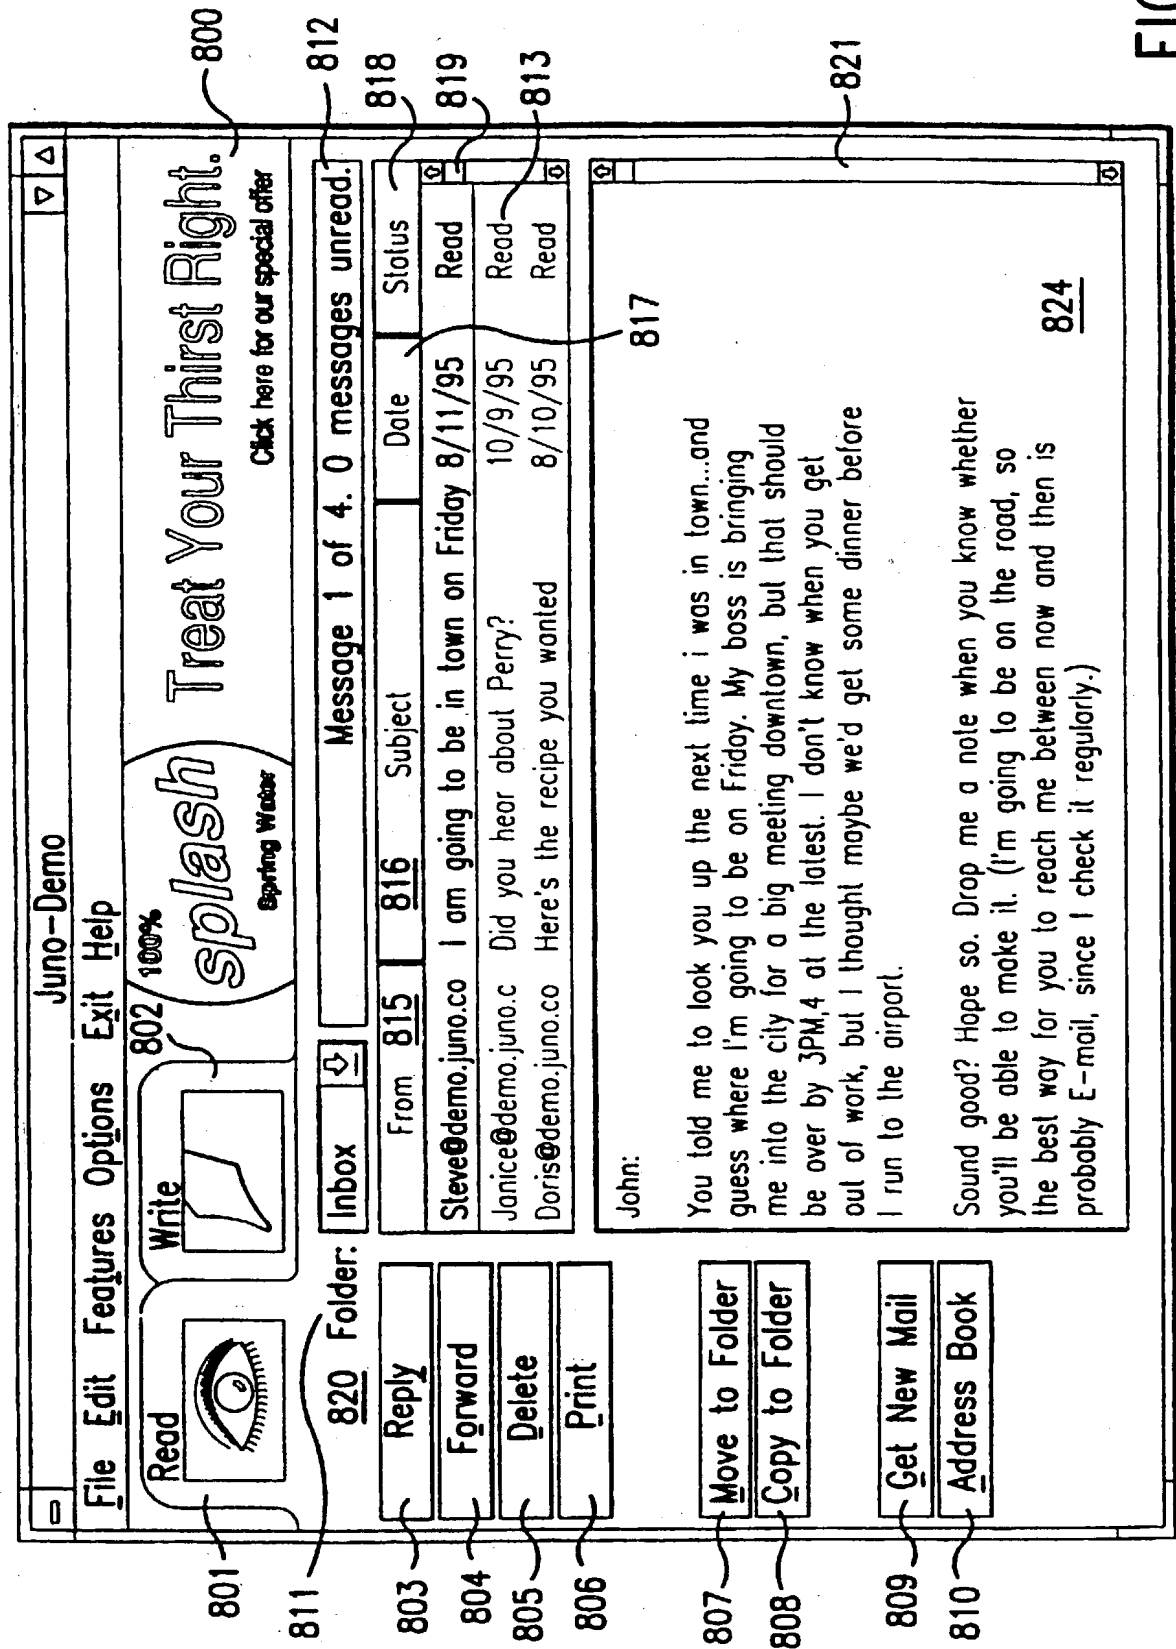 Juno-Demo
File Edit Features Options Exit Help
Read
Write
802
100%
splash
Spring Water
Treat Your Thirst Right.
Click here for our special offer
800
801
811
820 Folder: Inbox
Message 1 of 4. 0 messages unread.
812
From 815
816 Subject
Date
Status
818
Steve@demo.juno.co I am going to be in town on Friday 8/11/95 Read
819
Janice@demo.juno.c Did you hear about Perry? 10/9/95 Read
813
Doris@demo.juno.co Here's the recipe you wanted 8/10/95 Read
803 Reply
804 Forward
805 Delete
806 Print
817
807 Move to Folder
808 Copy to Folder
809 Get New Mail
810 Address Book
821
John:
You told me to look you up the next time i was in town...and
guess where I'm going to be on Friday. My boss is bringing
me into the city for a big meeting downtown, but that should
be over by 3PM,4 at the latest. I don't know when you get
out of work, but I thought maybe we'd get some dinner before
I run to the airport.
Sound good? Hope so. Drop me a note when you know whether
you'll be able to make it. (I'm going to be on the road, so
the best way for you to reach me between now and then is
probably E-mail, since I check it regularly.)
824